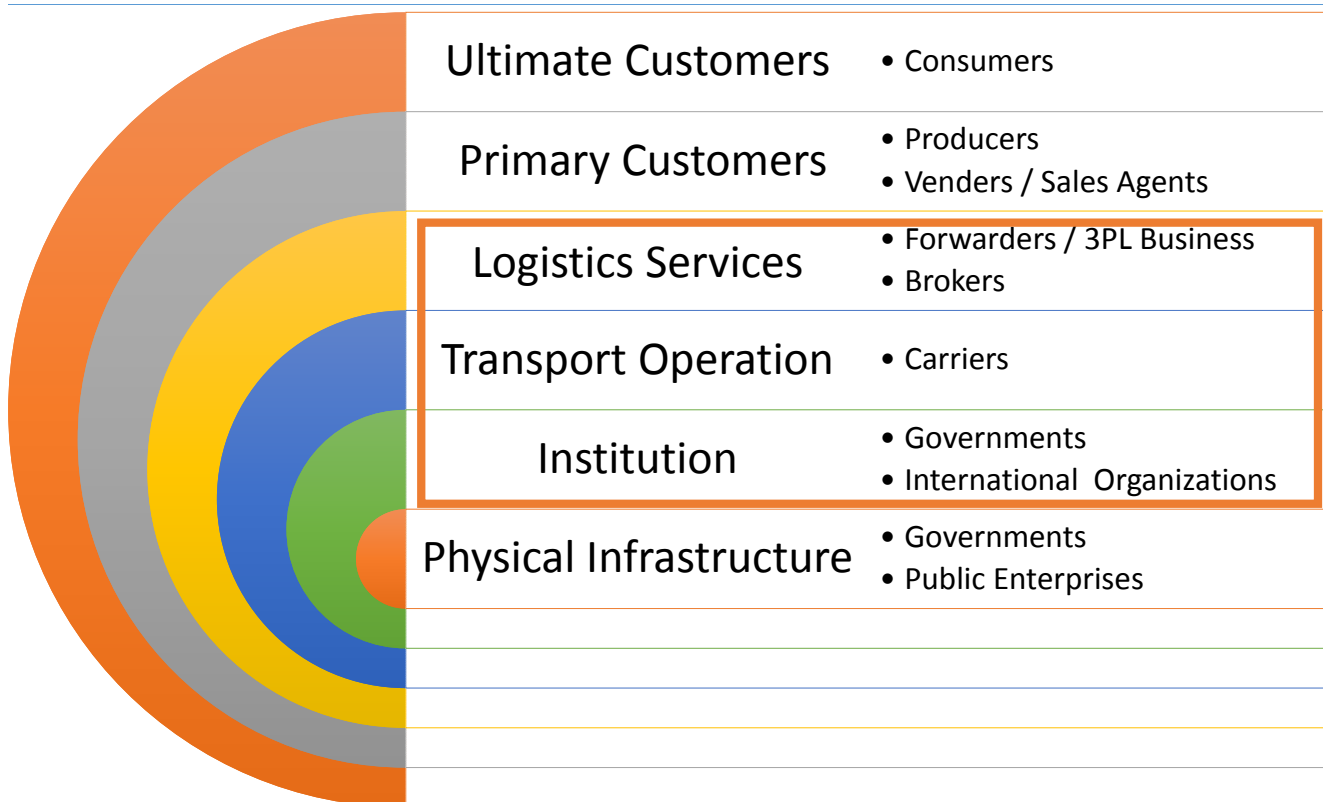 Ultimate Customers
• Consumers
Primary Customers
• Producers
• Venders / Sales Agents
Logistics Services
• Forwarders / 3PL Business
• Brokers
Transport Operation
• Carriers
Institution
• Governments
• International  Organizations
Physical Infrastructure
• Governments
• Public Enterprises